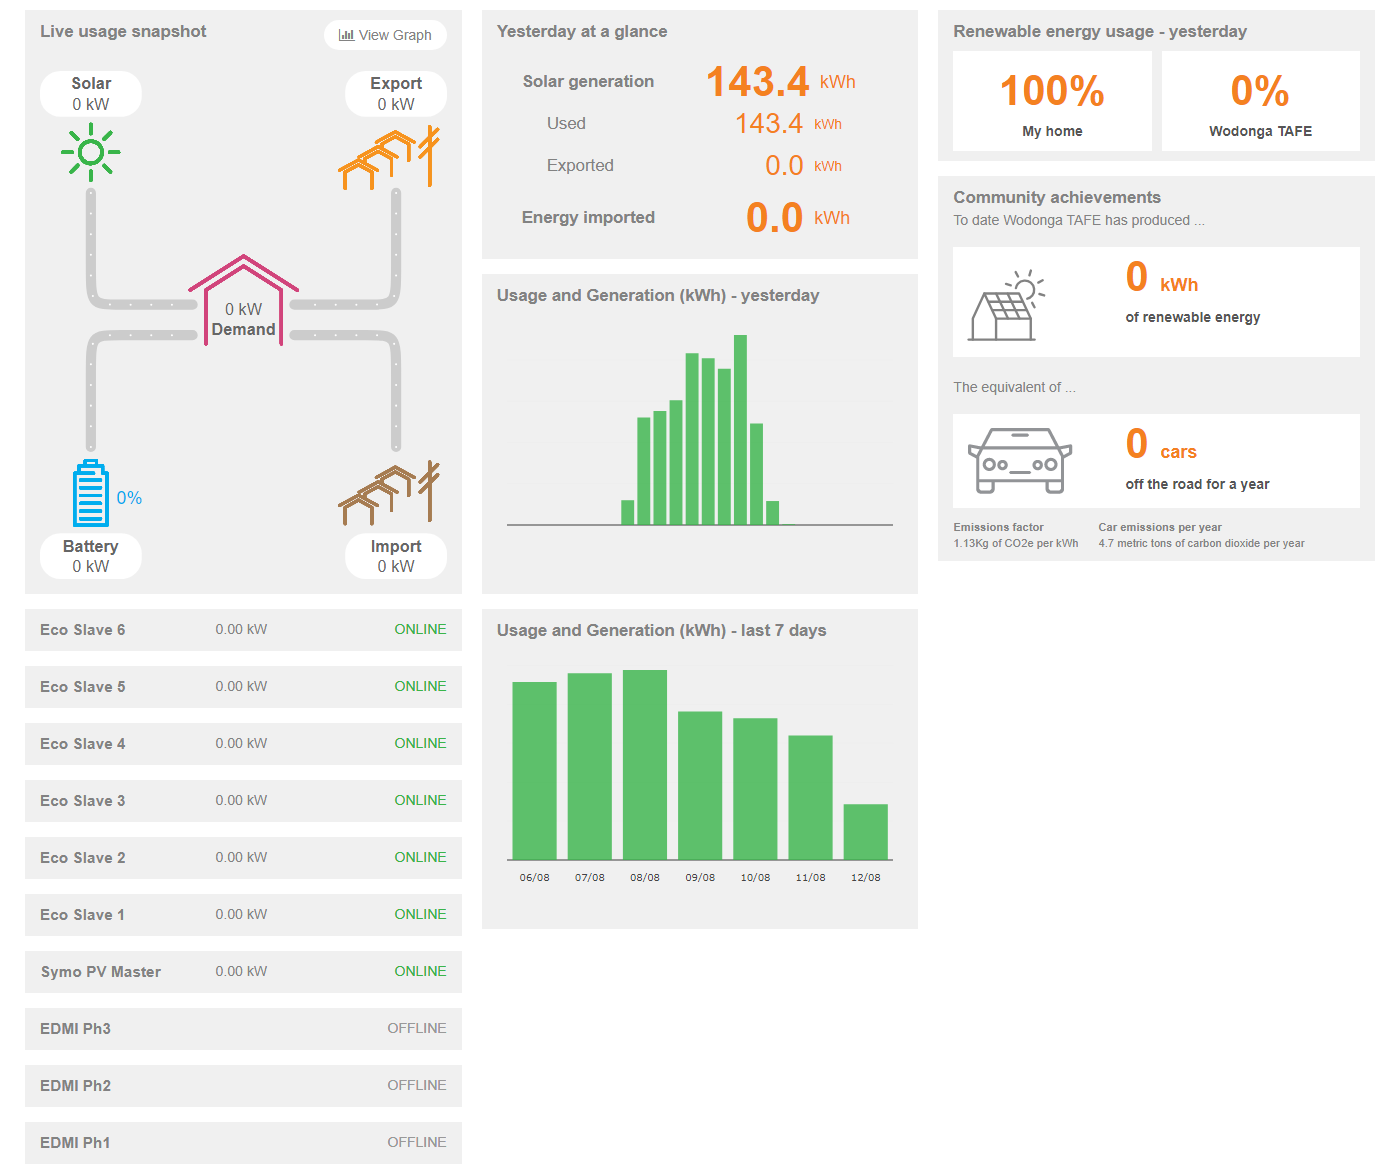 Live usage snapshot
View Graph
Solar
0 kW
Export
0 kW
0 kW
Demand
0%
Battery
0 kW
Import
0 kW
Eco Slave 6 0.00 kW ONLINE
Eco Slave 5 0.00 kW ONLINE
Eco Slave 4 0.00 kW ONLINE
Eco Slave 3 0.00 kW ONLINE
Eco Slave 2 0.00 kW ONLINE
Eco Slave 1 0.00 kW ONLINE
Symo PV Master 0.00 kW ONLINE
EDMI Ph3 OFFLINE
EDMI Ph2 OFFLINE
EDMI Ph1 OFFLINE
Yesterday at a glance
Solar generation 143.4 kWh
Used 143.4 kWh
Exported 0.0 kWh
Energy imported 0.0 kWh
Usage and Generation (kWh) - yesterday
Usage and Generation (kWh) - last 7 days
06/08 07/08 08/08 09/08 10/08 11/08 12/08
Renewable energy usage - yesterday
100%
My home
0%
Wodonga TAFE
Community achievements
To date Wodonga TAFE has produced ...
0 kWh
of renewable energy
The equivalent of ...
0 cars
off the road for a year
Emissions factor
1.13Kg of CO2e per kWh
Car emissions per year
4.7 metric tons of carbon dioxide per year